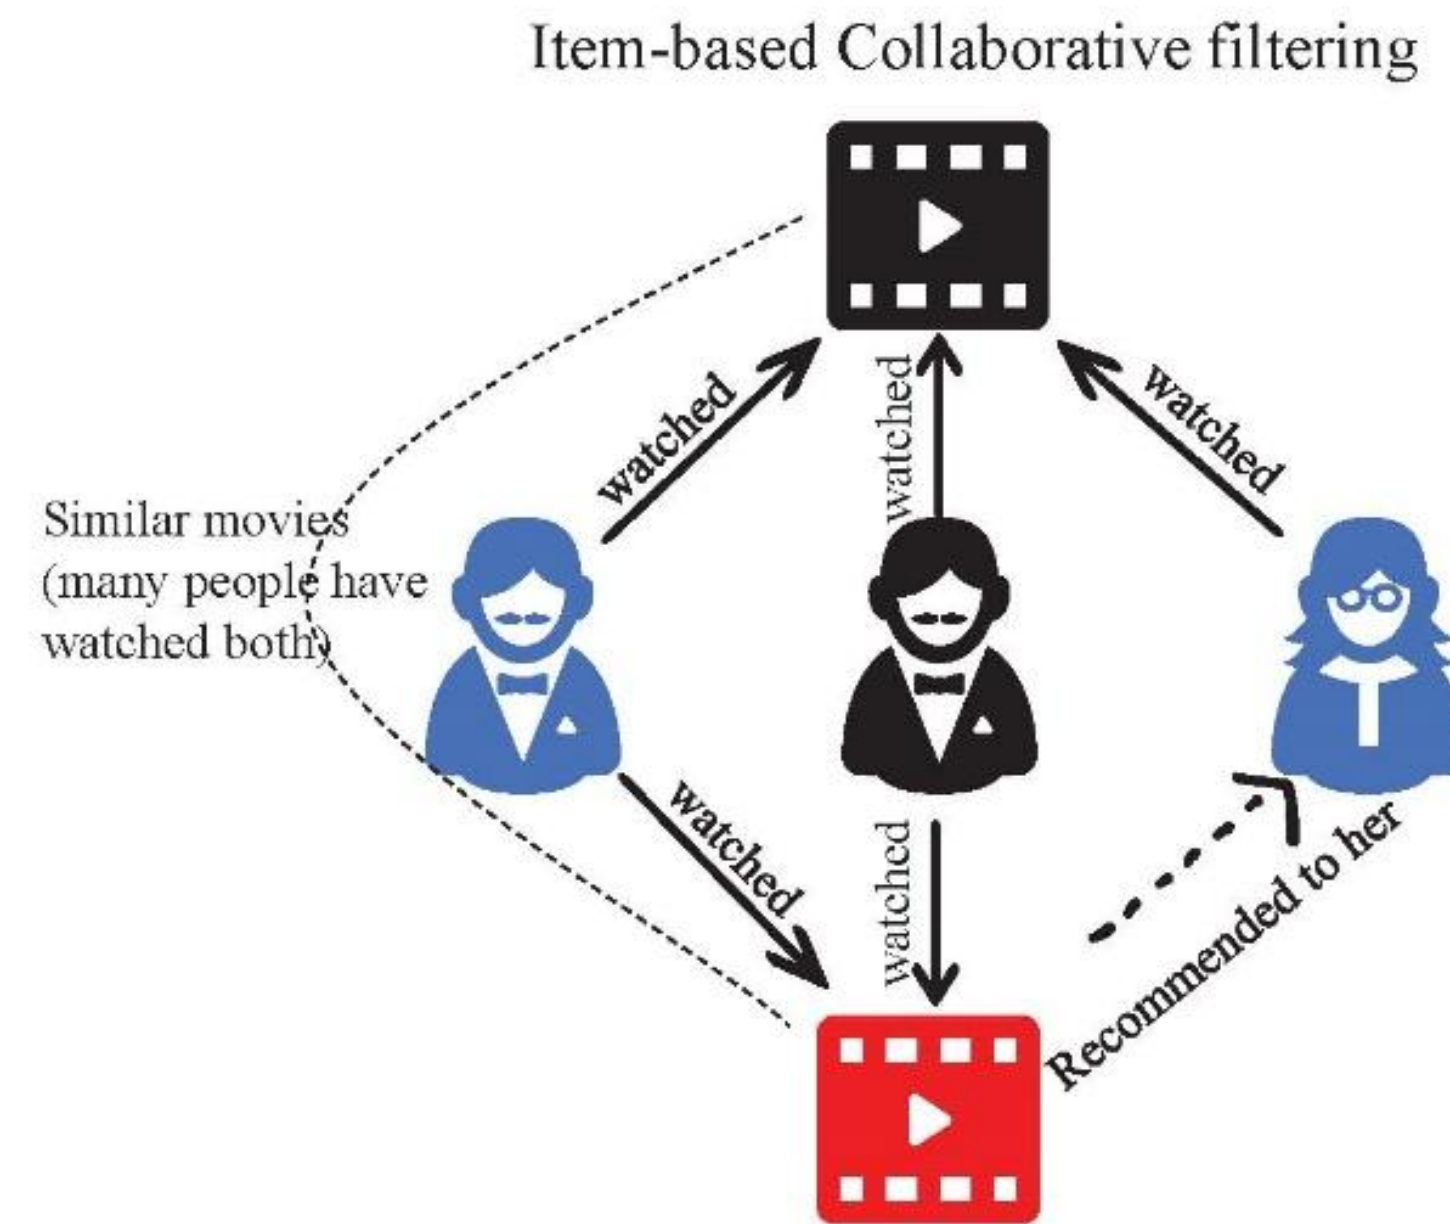 Item-based Collaborative filtering
watched
watched
watched
Similar movies
(many people have
watched both)
watched
watched
Recommended to her